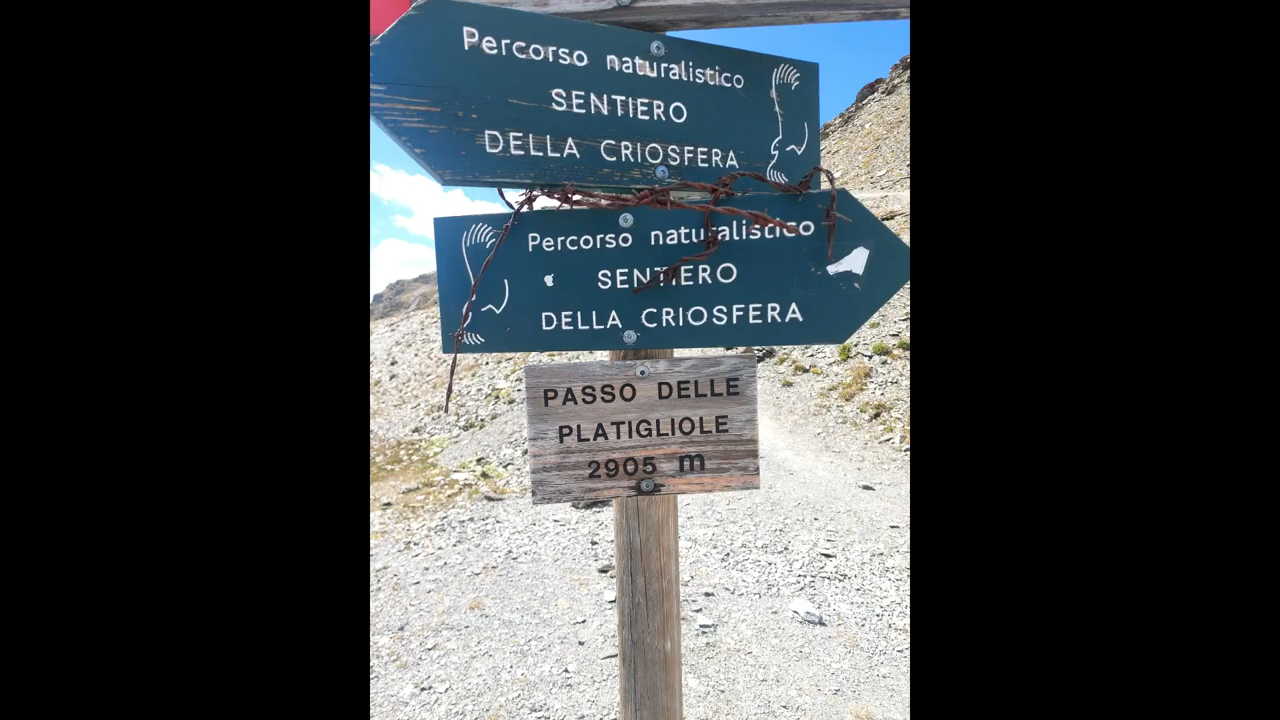 Percorso naturalistico
SENTIERO
DELLA CRIOSFERA
Percorso naturalistico
SENTIERO
DELLA CRIOSFERA
PASSO DELLE
PLATIGLIOLE
2905 m